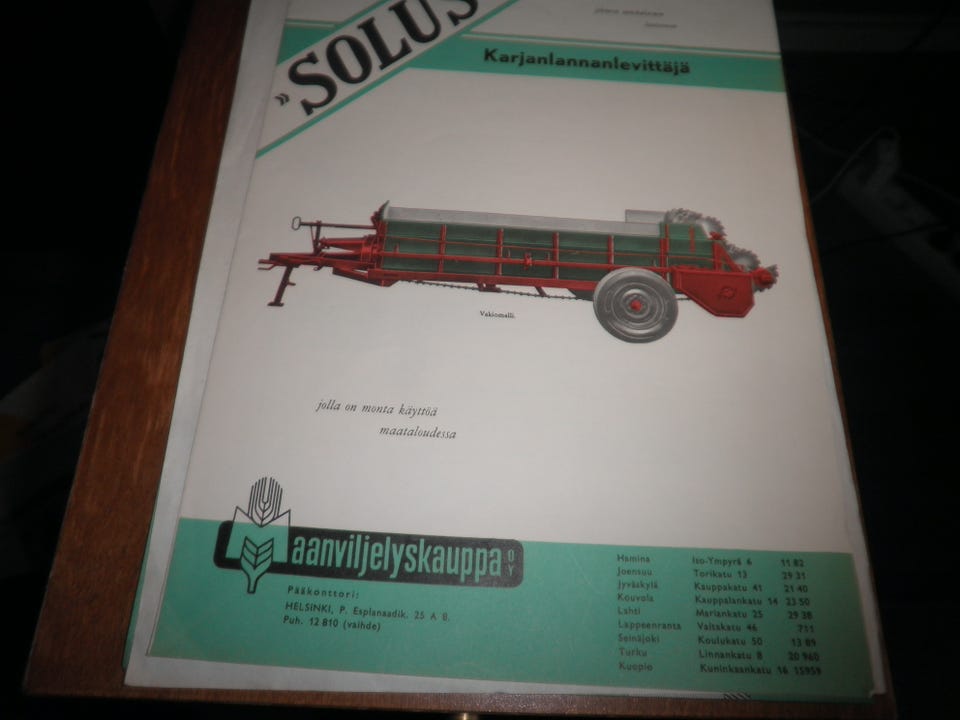 "SOLUS
Karjanlannanlevittäjä
Vakiomalli.
jolla on monta käyttöä
maataloudessa
Maanviljelyskauppa OY
Pääkonttori:
HELSINKI, P. Esplanaadik. 25 A B.
Puh. 12 810 (vaihde)
Hamina Iso-Ympyrä 6 11 82
Joensuu Torikatu 13 29 31
Jyväskylä Kauppakatu 41 21 40
Kouvola Kauppalankatu 14 23 50
Lahti Mariankatu 25 29 38
Lappeenranta Valtakatu 46 711
Seinäjoki Koulukatu 50 13 89
Turku Linnankatu 8 20 960
Kuopio Kuninkaankatu 16 15959